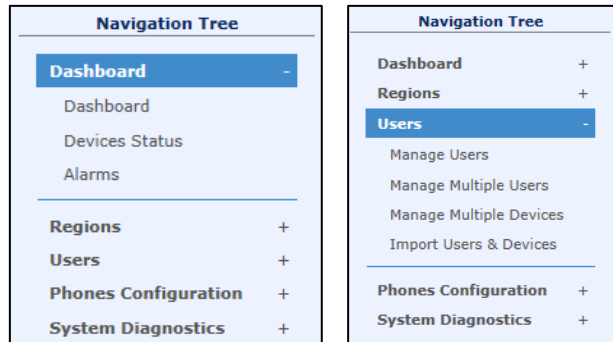 Navigation Tree
Dashboard -
Dashboard
Devices Status
Alarms
Regions +
Users +
Phones Configuration +
System Diagnostics +
Navigation Tree
Dashboard +
Regions +
Users -
Manage Users
Manage Multiple Users
Manage Multiple Devices
Import Users & Devices
Phones Configuration +
System Diagnostics +